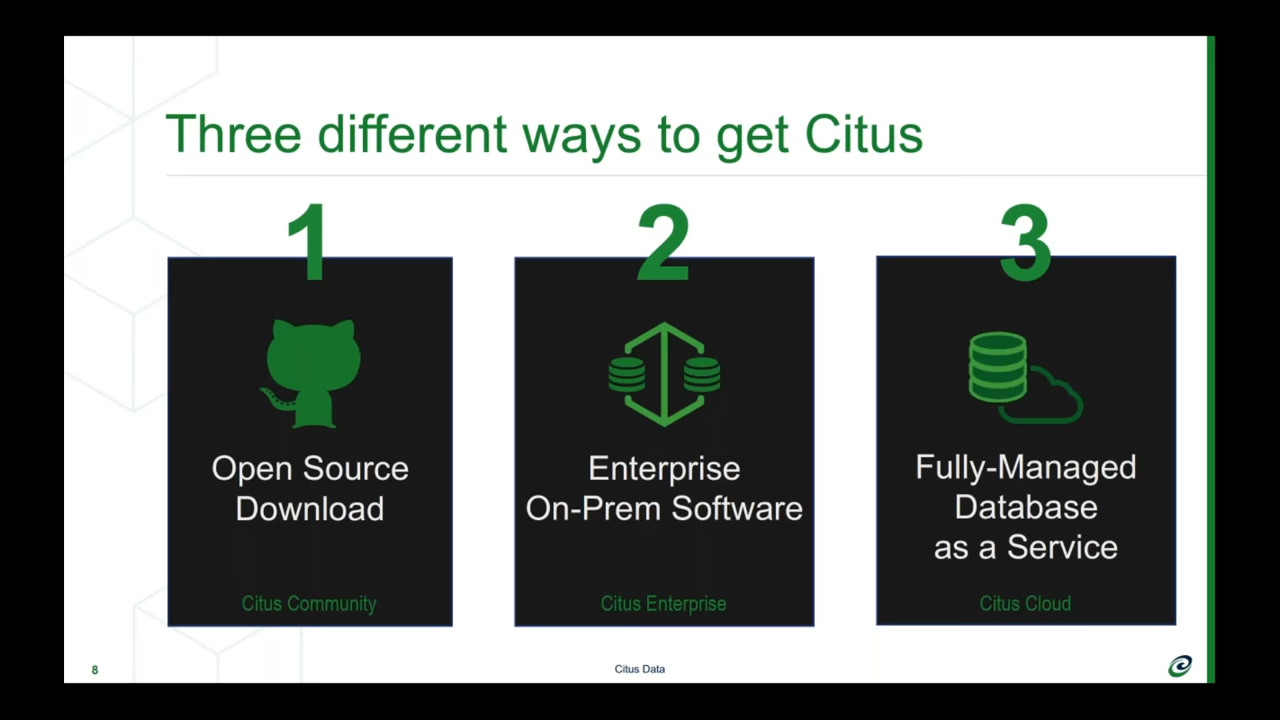 Three different ways to get Citus
1
Open Source
Download
Citus Community
2
Enterprise
On-Prem Software
Citus Enterprise
3
Fully-Managed
Database
as a Service
Citus Cloud
8
Citus Data